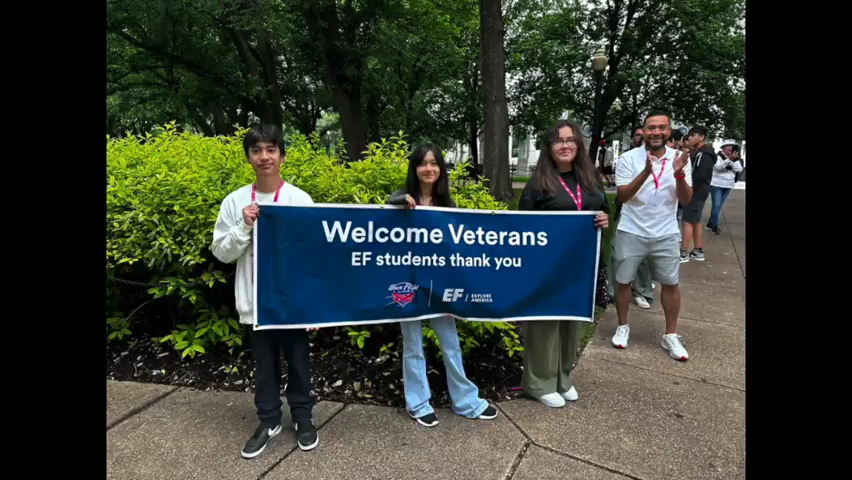 Welcome Veterans
EF students thank you
EF EXPLORE
AMERICA